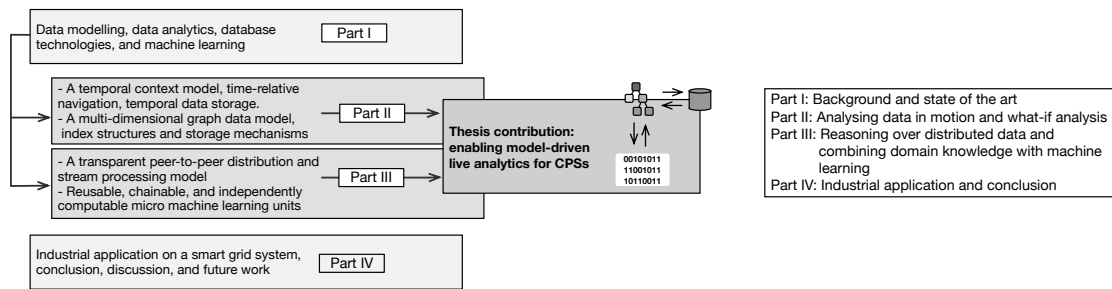 Data modelling, data analytics, database
technologies, and machine learning
Part I
- A temporal context model, time-relative
navigation, temporal data storage.
- A multi-dimensional graph data model,
index structures and storage mechanisms
Part II
- A transparent peer-to-peer distribution and
stream processing model
- Reusable, chainable, and independently
computable micro machine learning units
Part III
Thesis contribution:
enabling model-driven
live analytics for CPSs
00101011
11001011
10110011
Industrial application on a smart grid system,
conclusion, discussion, and future work
Part IV
Part I: Background and state of the art
Part II: Analysing data in motion and what-if analysis
Part III: Reasoning over distributed data and
combining domain knowledge with machine
learning
Part IV: Industrial application and conclusion